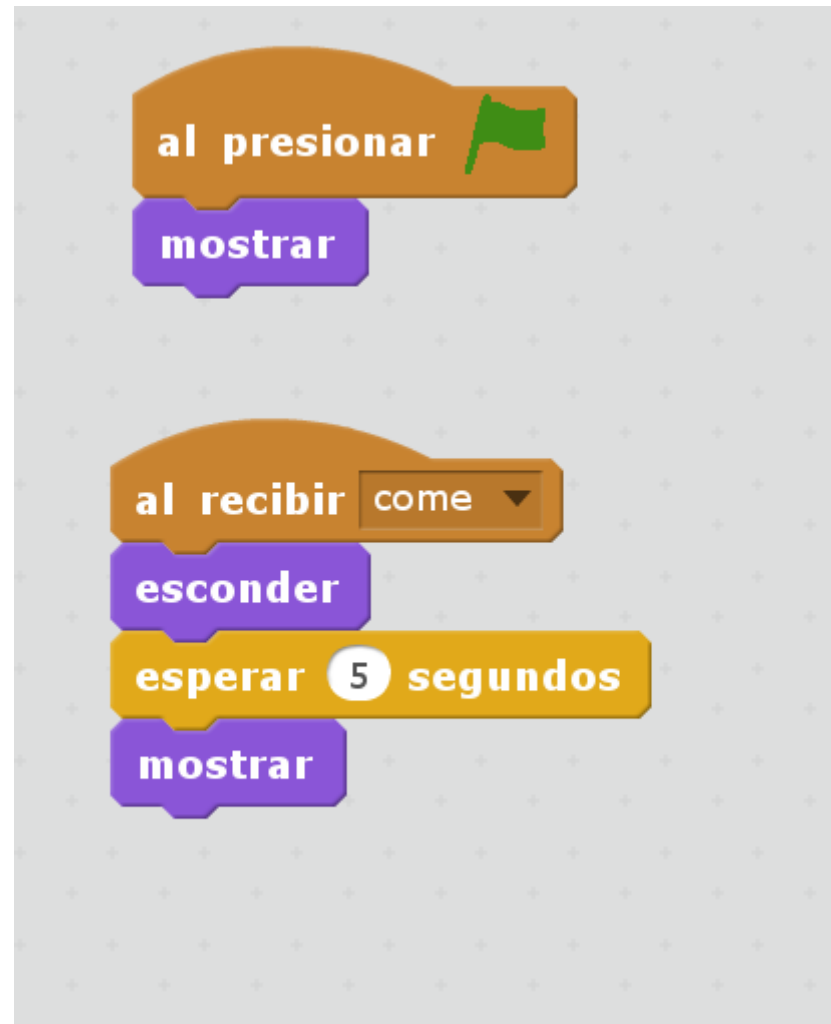 al presionar
mostrar
al recibir come
esconder
esperar 5 segundos
mostrar